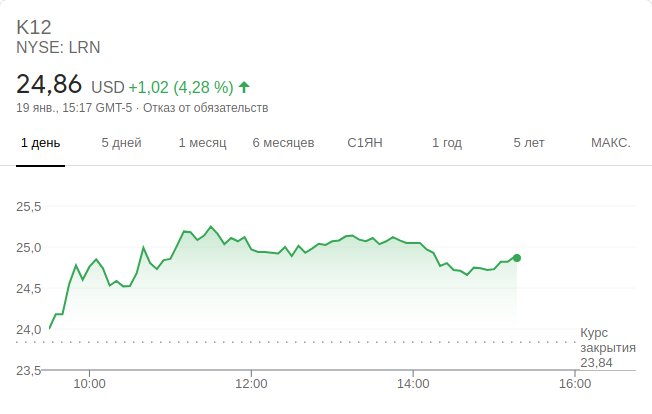 K12
NYSE: LRN
24,86 USD +1,02 (4,28 %)
19 янв., 15:17 GMT-5 · Отказ от обязательств
1 день 5 дней 1 месяц 6 месяцев С1ЯН 1 год 5 лет МАКС.
25,5
25,0
24,5
24,0
Курс
закрытия
23,84
23,5
10:00 12:00 14:00 16:00